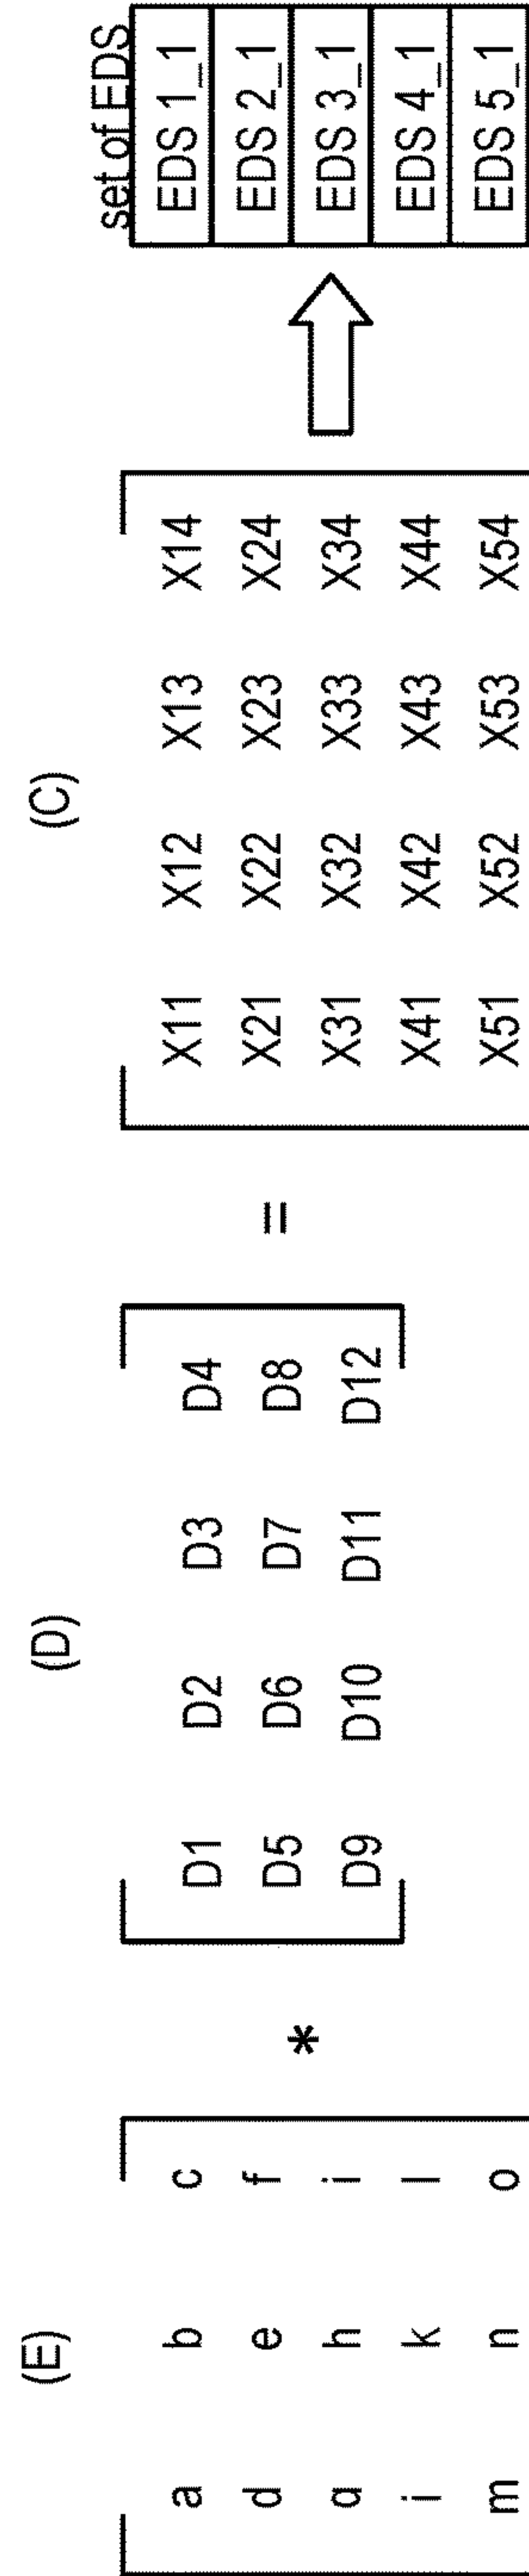 (E) (D) (C) set of EDS
a b c D1 D2 D3 D4 X11 X12 X13 X14 EDS 1_1
d e f D5 D6 D7 D8 X21 X22 X23 X24 EDS 2_1
g h i * D9 D10 D11 D12 = X31 X32 X33 X34 EDS 3_1
j k l X41 X42 X43 X44 EDS 4_1
m n o X51 X52 X53 X54 EDS 5_1